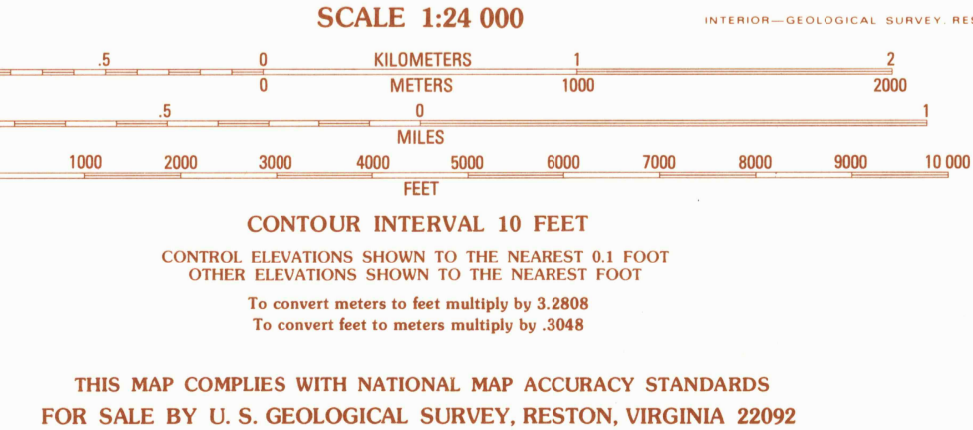 SCALE 1:24 000
INTERIOR—GEOLOGICAL SURVEY. RES
.5 0 KILOMETERS 1 2
0 METERS 1000 2000
.5 0 1
MILES
1000 2000 3000 4000 5000 6000 7000 8000 9000 10 000
FEET
CONTOUR INTERVAL 10 FEET
CONTROL ELEVATIONS SHOWN TO THE NEAREST 0.1 FOOT
OTHER ELEVATIONS SHOWN TO THE NEAREST FOOT
To convert meters to feet multiply by 3.2808
To convert feet to meters multiply by .3048
THIS MAP COMPLIES WITH NATIONAL MAP ACCURACY STANDARDS
FOR SALE BY U. S. GEOLOGICAL SURVEY, RESTON, VIRGINIA 22092